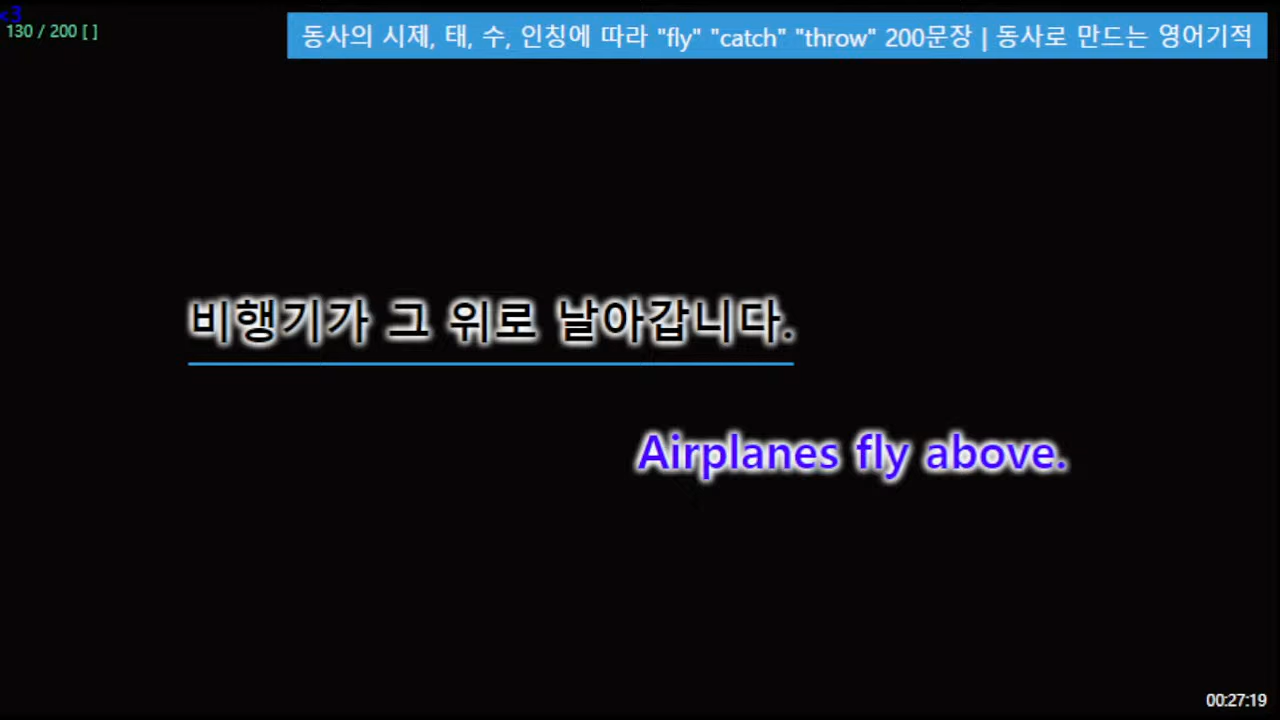 <3
130 / 200 [ ]
동사의 시제, 태, 수, 인칭에 따라 "fly" "catch" "throw" 200문장 | 동사로 만드는 영어기적
비행기가 그 위로 날아갑니다.
Airplanes fly above.
00:27:19